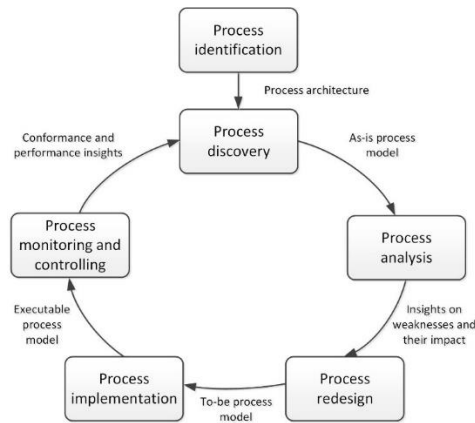 Process
identification
Process architecture
Process
discovery
As-is process
model
Process
analysis
Insights on
weaknesses and
their impact
Process
redesign
To-be process
model
Process
implementation
Executable
process
model
Process
monitoring and
controlling
Conformance and
performance insights